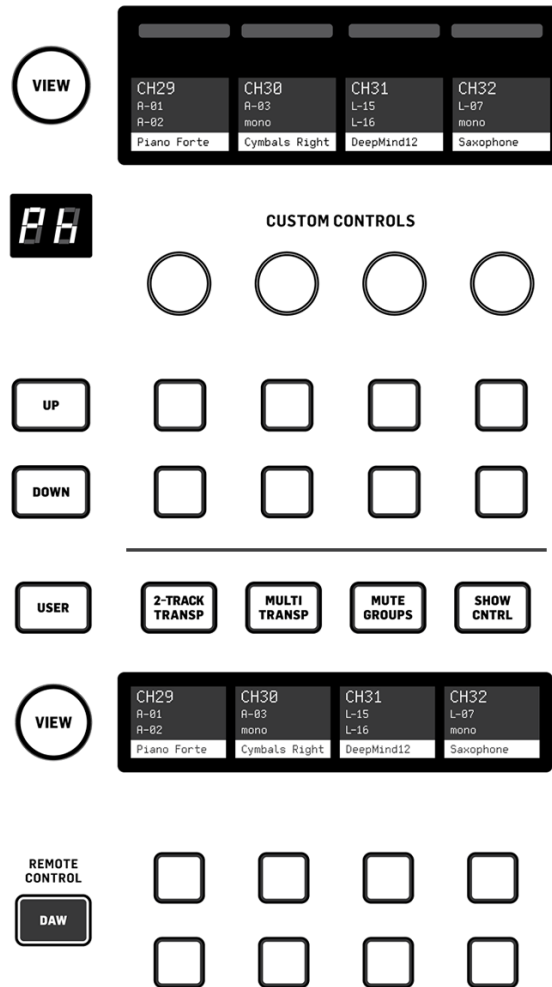 VIEW
CH29 CH30 CH31 CH32
A-01 A-03 L-15 L-07
A-02 mono L-16 mono
Piano Forte Cymbals Right DeepMind12 Saxophone
Pb
CUSTOM CONTROLS
UP
DOWN
USER
2-TRACK TRANSP
MULTI TRANSP
MUTE GROUPS
SHOW CNTRL
VIEW
CH29 CH30 CH31 CH32
A-01 A-03 L-15 L-07
A-02 mono L-16 mono
Piano Forte Cymbals Right DeepMind12 Saxophone
REMOTE
CONTROL
DAW